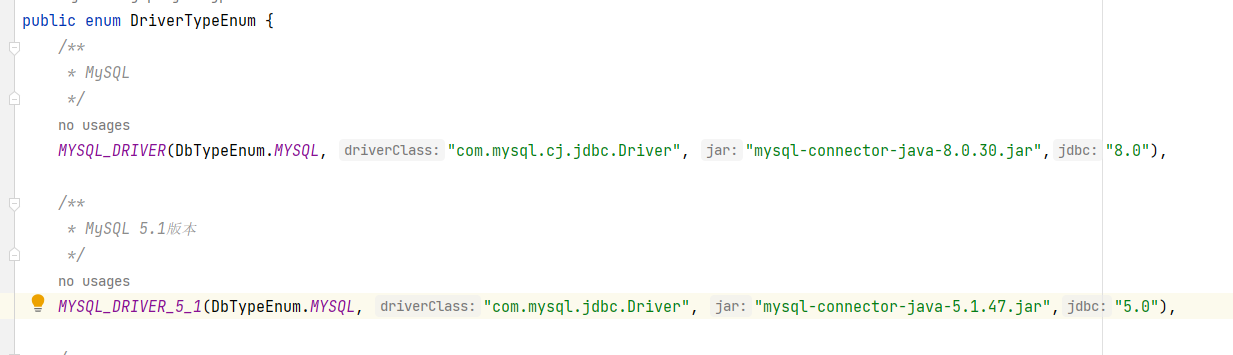 public enum DriverTypeEnum {
/**
* MySQL
*/
no usages
MYSQL_DRIVER(DbTypeEnum.MYSQL, driverClass: "com.mysql.cj.jdbc.Driver", jar: "mysql-connector-java-8.0.30.jar", jdbc: "8.0"),
/**
* MySQL 5.1版本
*/
no usages
MYSQL_DRIVER_5_1(DbTypeEnum.MYSQL, driverClass: "com.mysql.jdbc.Driver", jar: "mysql-connector-java-5.1.47.jar", jdbc: "5.0"),